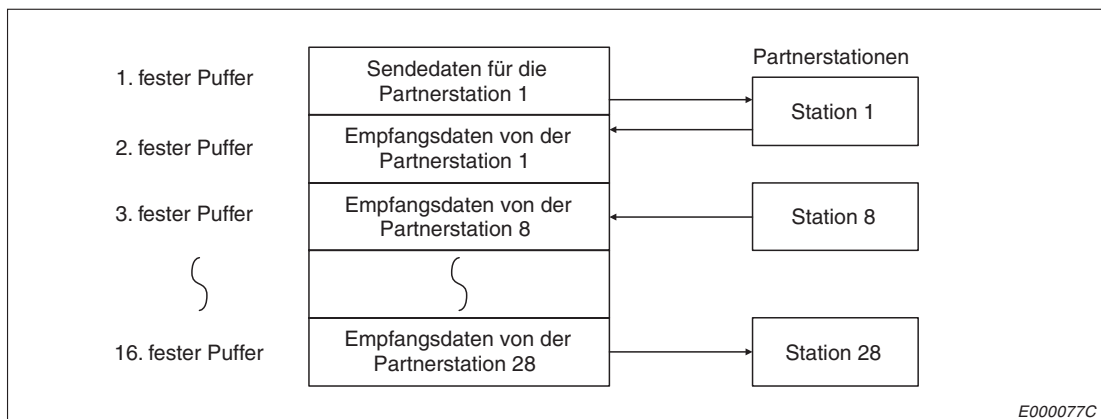 Partnerstationen
1. fester Puffer
Sendedaten für die
Partnerstation 1
Station 1
2. fester Puffer
Empfangsdaten von der
Partnerstation 1
3. fester Puffer
Empfangsdaten von der
Partnerstation 8
Station 8
16. fester Puffer
Empfangsdaten von der
Partnerstation 28
Station 28
E000077C